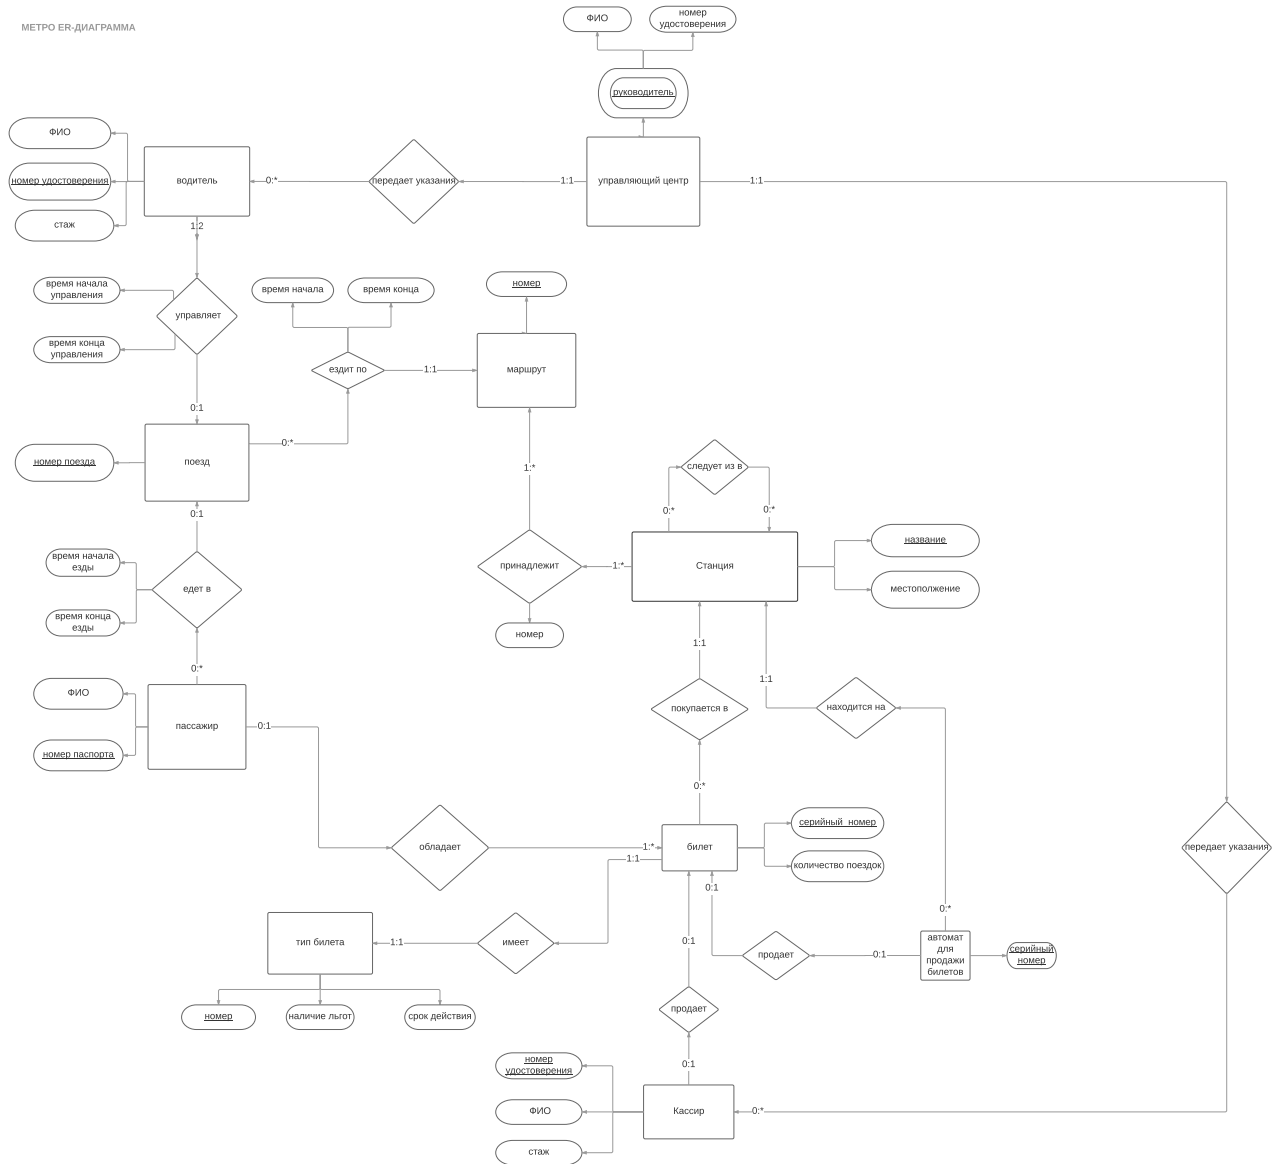 МЕТРО ER-ДИАГРАММА
ФИО
номер
удостоверения
руководитель
ФИО
номер удостоверения
стаж
водитель
0:*
передает указания
1:1
управляющий центр
1:1
1:2
время начала
управления
время конца
управления
управляет
время начала
время конца
номер
ездит по
1:1
маршрут
0:1
0:*
номер поезда
поезд
0:1
1:*
следует из в
0:*
0:*
время начала
езды
время конца
езды
едет в
принадлежит
1:*
Станция
название
местополжение
номер
0:*
1:1
1:1
ФИО
номер паспорта
пассажир
0:1
покупается в
находится на
0:*
обладает
1:*
1:1
билет
серийный номер
количество поездок
передает указания
0:1
0:*
тип билета
1:1
имеет
0:1
продает
0:1
автомат
для
продажи
билетов
серийный
номер
номер
наличие льгот
срок действия
продает
0:1
номер
удостоверения
ФИО
стаж
Кассир
0:*